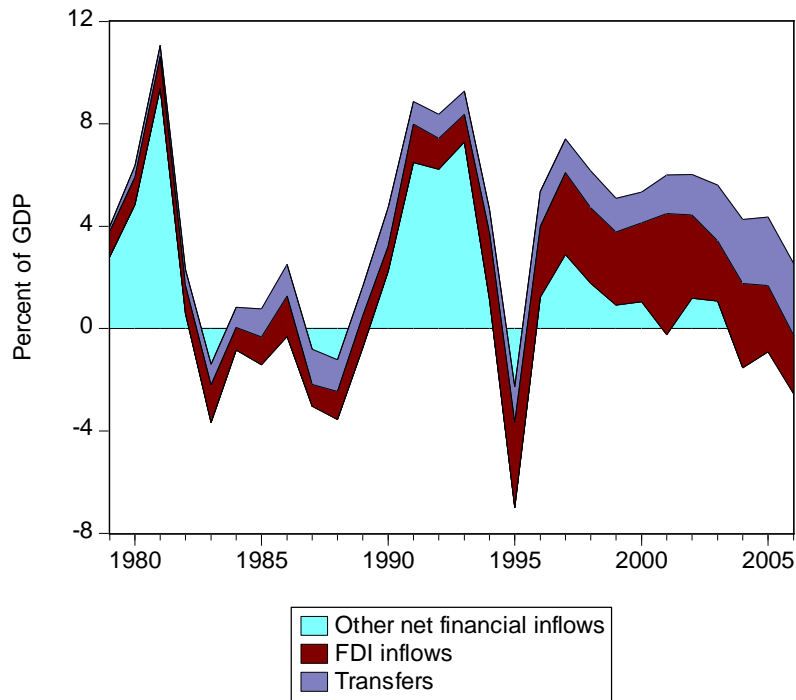 12
8
4
0
-4
-8
Percent of GDP
1980 1985 1990 1995 2000 2005
Other net financial inflows
FDI inflows
Transfers